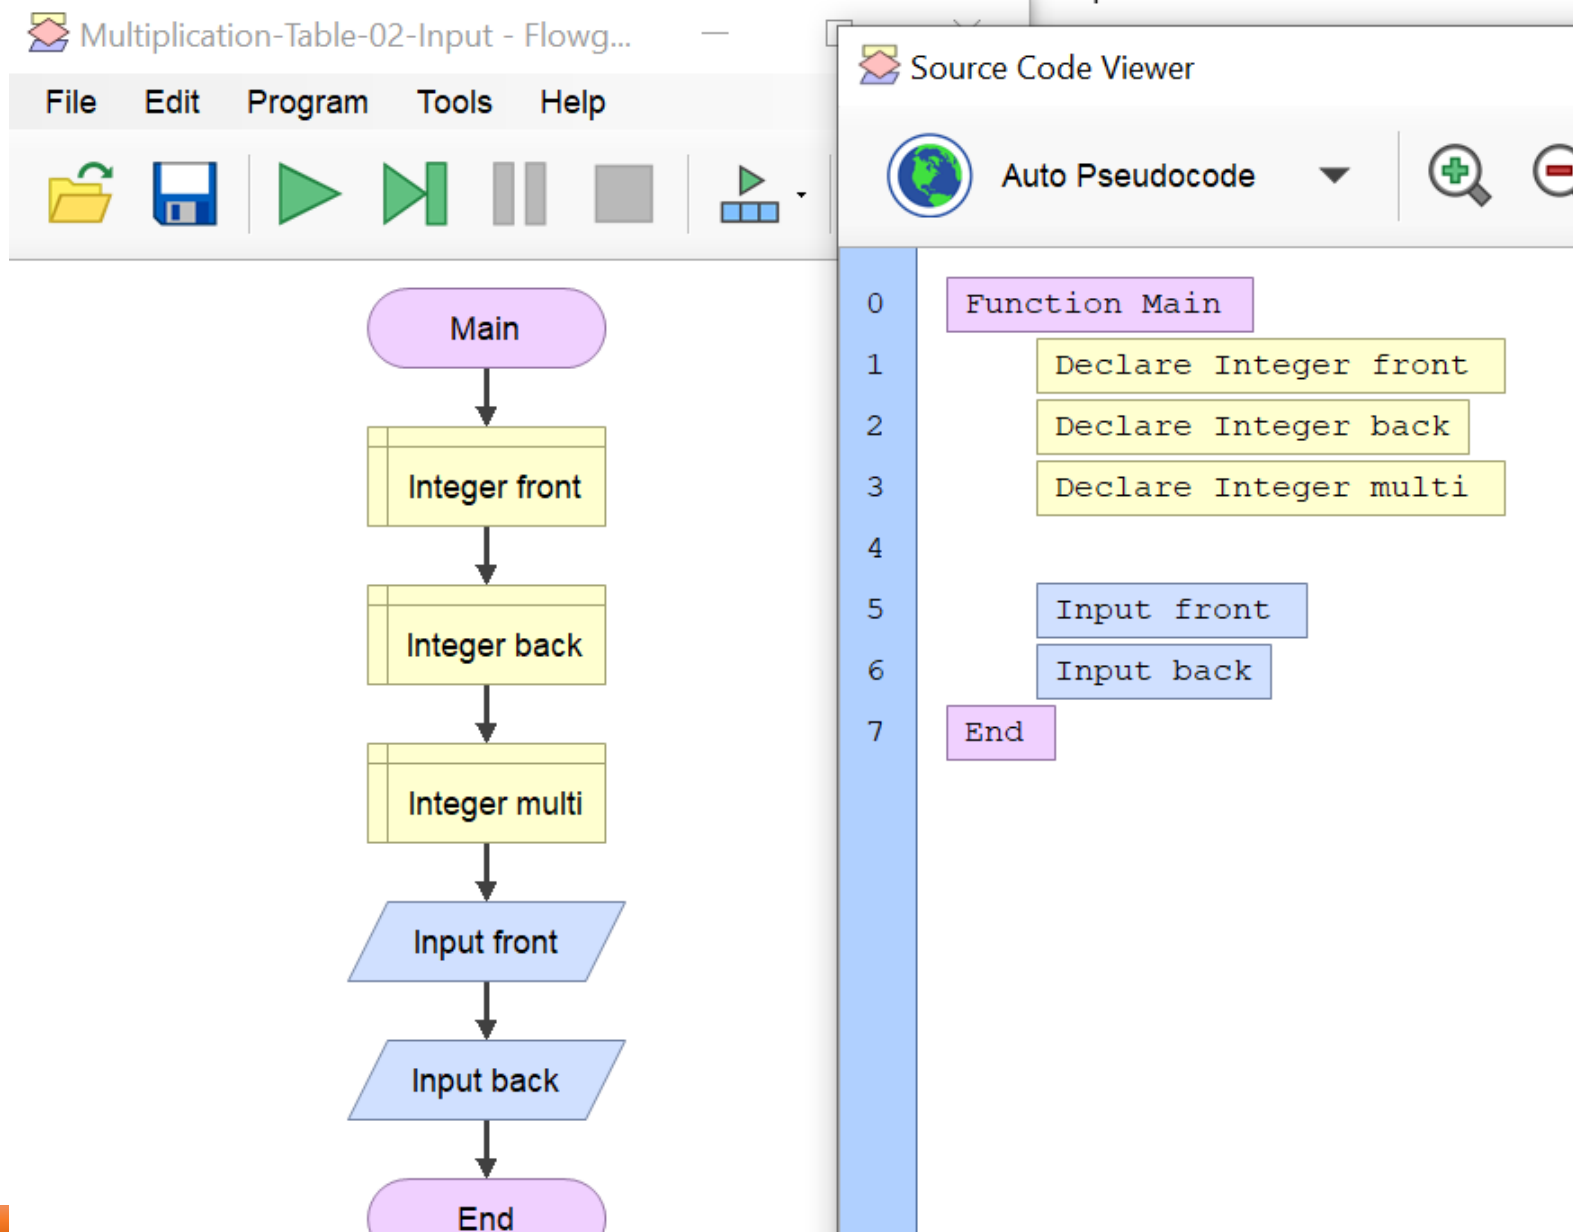 Multiplication-Table-02-Input - Flowg...
File Edit Program Tools Help
Main
Integer front
Integer back
Integer multi
Input front
Input back
End
Source Code Viewer
Auto Pseudocode
0 Function Main
1 Declare Integer front
2 Declare Integer back
3 Declare Integer multi
4
5 Input front
6 Input back
7 End